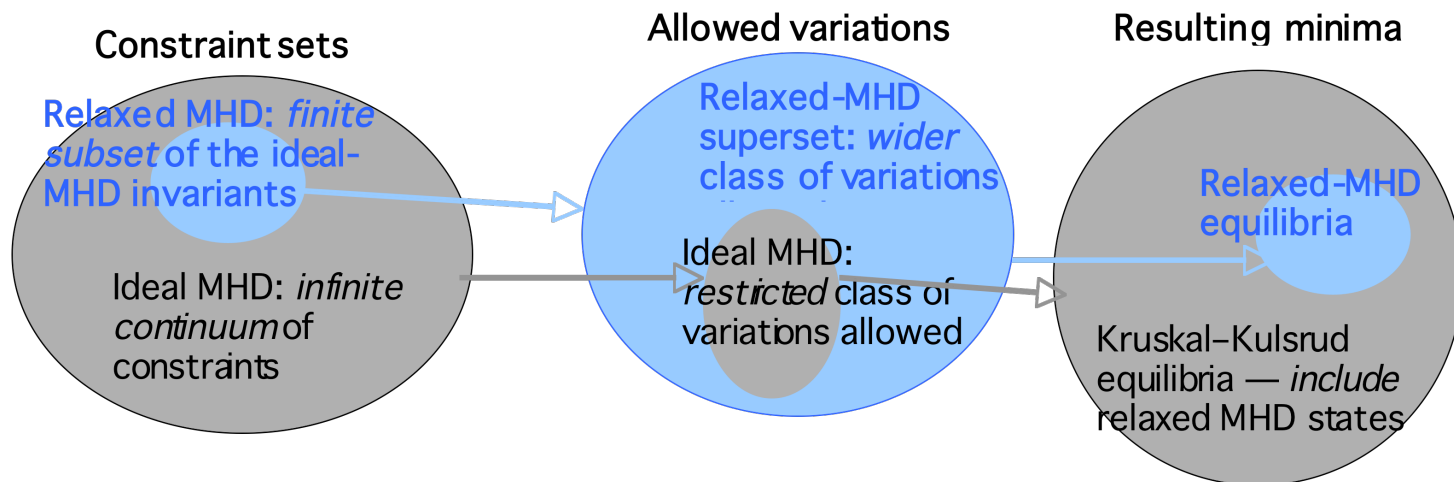 Constraint sets
Relaxed MHD: finite
subset of the ideal-
MHD invariants
Ideal MHD: infinite
continuum of
constraints
Allowed variations
Relaxed-MHD
superset: wider
class of variations
Ideal MHD:
restricted class of
variations allowed
Resulting minima
Relaxed-MHD
equilibria
Kruskal–Kulsrud
equilibria — include
relaxed MHD states